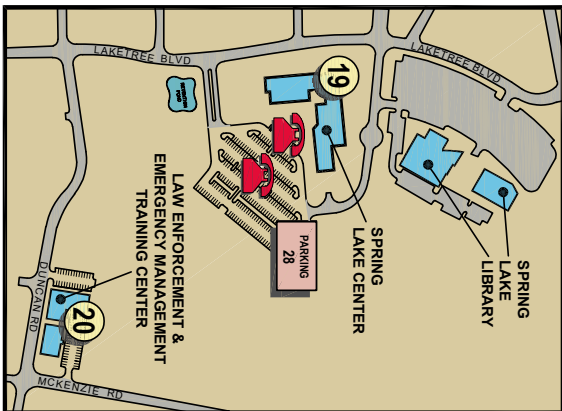 LAKETREE BLVD
LAKETREE BLVD
19
SPRING
LAKE
LIBRARY
SPRING
LAKE CENTER
PARKING
28
LAW ENFORCEMENT &
EMERGENCY MANAGEMENT
TRAINING CENTER
20
DUNCAN RD
MCKENZIE RD